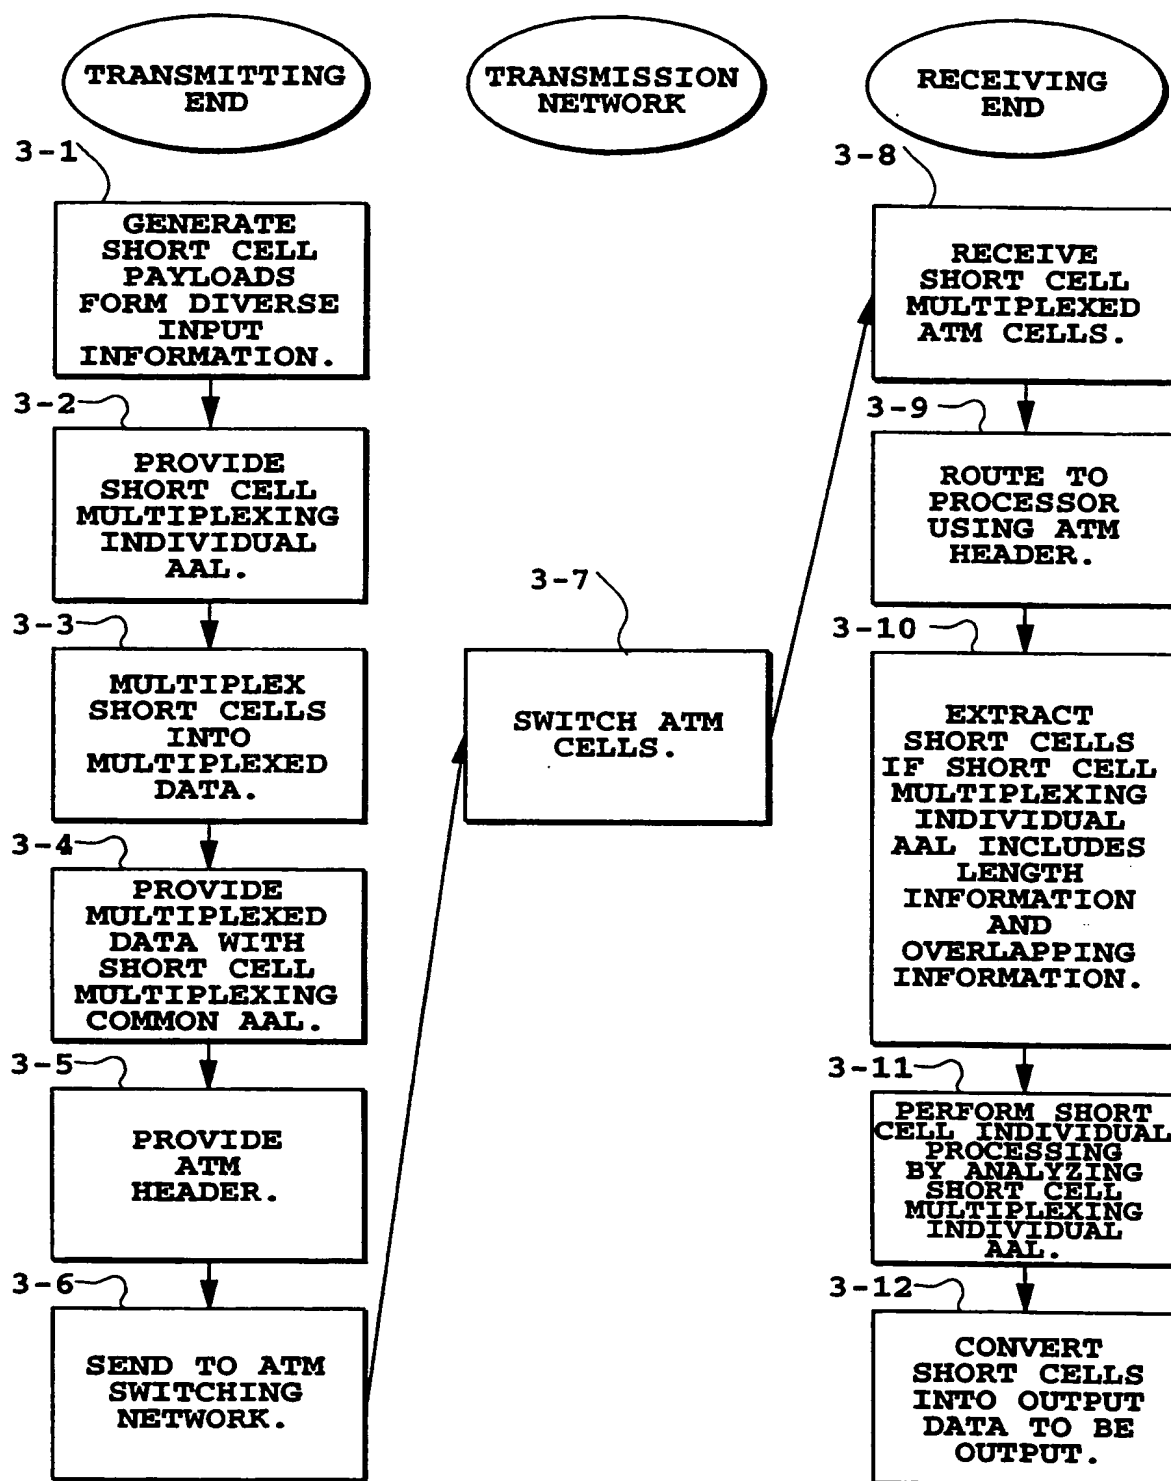 TRANSMITTING
END
3-1
GENERATE
SHORT CELL
PAYLOADS
FORM DIVERSE
INPUT
INFORMATION.
3-2
PROVIDE
SHORT CELL
MULTIPLEXING
INDIVIDUAL
AAL.
3-3
MULTIPLEX
SHORT CELLS
INTO
MULTIPLEXED
DATA.
3-4
PROVIDE
MULTIPLEXED
DATA WITH
SHORT CELL
MULTIPLEXING
COMMON AAL.
3-5
PROVIDE
ATM
HEADER.
3-6
SEND TO ATM
SWITCHING
NETWORK.
TRANSMISSION
NETWORK
3-7
SWITCH ATM
CELLS.
RECEIVING
END
3-8
RECEIVE
SHORT CELL
MULTIPLEXED
ATM CELLS.
3-9
ROUTE TO
PROCESSOR
USING ATM
HEADER.
3-10
EXTRACT
SHORT CELLS
IF SHORT CELL
MULTIPLEXING
INDIVIDUAL
AAL INCLUDES
LENGTH
INFORMATION
AND
OVERLAPPING
INFORMATION.
3-11
PERFORM SHORT
CELL INDIVIDUAL
PROCESSING
BY ANALYZING
SHORT CELL
MULTIPLEXING
INDIVIDUAL
AAL.
3-12
CONVERT
SHORT CELLS
INTO OUTPUT
DATA TO BE
OUTPUT.